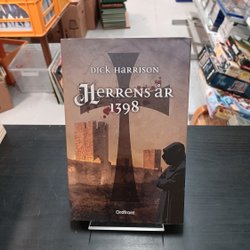 DICK HARRISON
HERRENS ÅR
1398
Ordfront